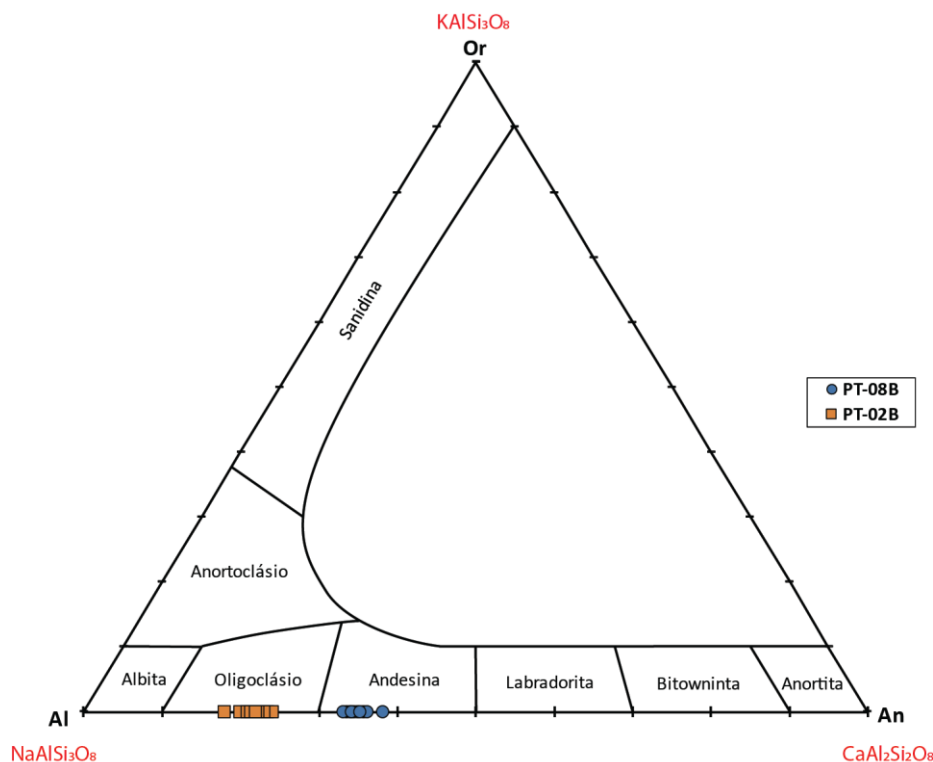 KAlSi₃O₈
Or
Sanidina
PT-08B
PT-02B
Anortoclásio
Albita
Oligoclásio
Andesina
Labradorita
Bitowninta
Anortita
Al
An
NaAlSi₃O₈
CaAl₂Si₂O₈